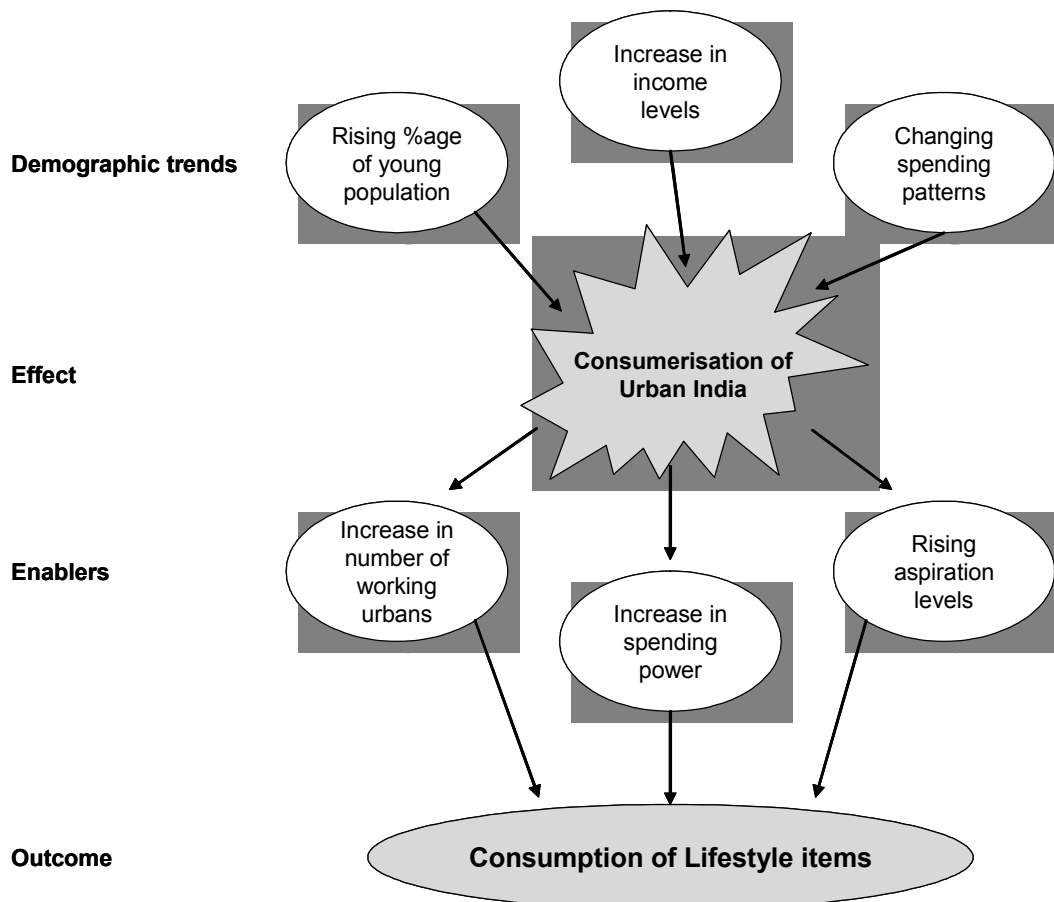 Demographic trends
Rising %age
of young
population
Increase in
income
levels
Changing
spending
patterns
Effect
Consumerisation of
Urban India
Enablers
Increase in
number of
working
urbans
Increase in
spending
power
Rising
aspiration
levels
Outcome
Consumption of Lifestyle items